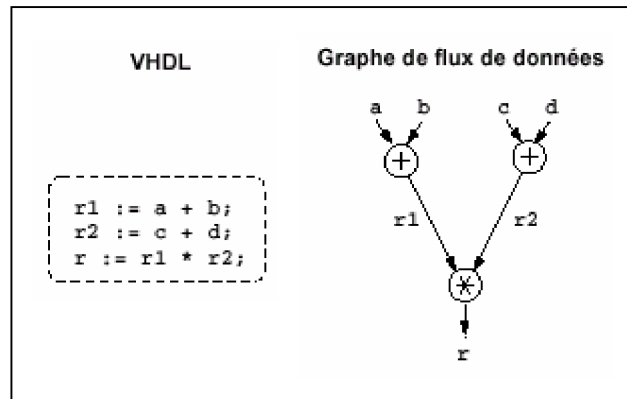 VHDL
r1 := a + b;
r2 := c + d;
r := r1 * r2;
Graphe de flux de données
a b c d
+ +
r1 r2
*
r